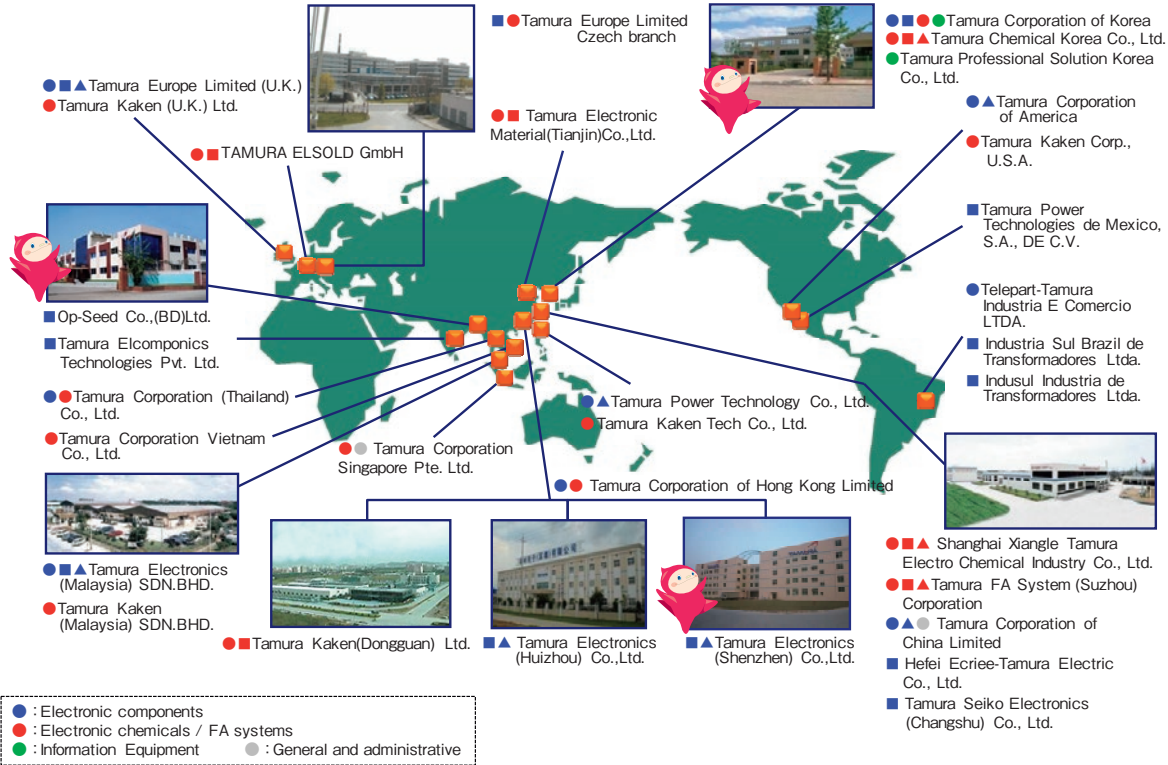 Tamura Europe Limited
Czech branch
Tamura Corporation of Korea
Tamura Chemical Korea Co., Ltd.
Tamura Professional Solution Korea
Co., Ltd.
Tamura Europe Limited (U.K.)
Tamura Kaken (U.K.) Ltd.
TAMURA ELSOLD GmbH
Tamura Electronic
Material(Tianjin)Co.,Ltd.
Tamura Corporation
of America
Tamura Kaken Corp.,
U.S.A.
Tamura Power
Technologies de Mexico,
S.A., DE C.V.
Telepart-Tamura
Industria E Comercio
LTDA.
Industria Sul Brazil de
Transformadores Ltda.
Indusul Industria de
Transformadores Ltda.
Op-Seed Co.,(BD)Ltd.
Tamura Elcomponics
Technologies Pvt. Ltd.
Tamura Corporation (Thailand)
Co., Ltd.
Tamura Corporation Vietnam
Co., Ltd.
Tamura Corporation
Singapore Pte. Ltd.
Tamura Power Technology Co., Ltd.
Tamura Kaken Tech Co., Ltd.
Tamura Corporation of Hong Kong Limited
Tamura Electronics
(Malaysia) SDN.BHD.
Tamura Kaken
(Malaysia) SDN.BHD.
Tamura Kaken(Dongguan) Ltd.
Tamura Electronics
(Huizhou) Co.,Ltd.
Tamura Electronics
(Shenzhen) Co.,Ltd.
Shanghai Xiangle Tamura
Electro Chemical Industry Co., Ltd.
Tamura FA System (Suzhou)
Corporation
Tamura Corporation of
China Limited
Hefei Ecriee-Tamura Electric
Co., Ltd.
Tamura Seiko Electronics
(Changshu) Co., Ltd.
: Electronic components
: Electronic chemicals / FA systems
: Information Equipment : General and administrative